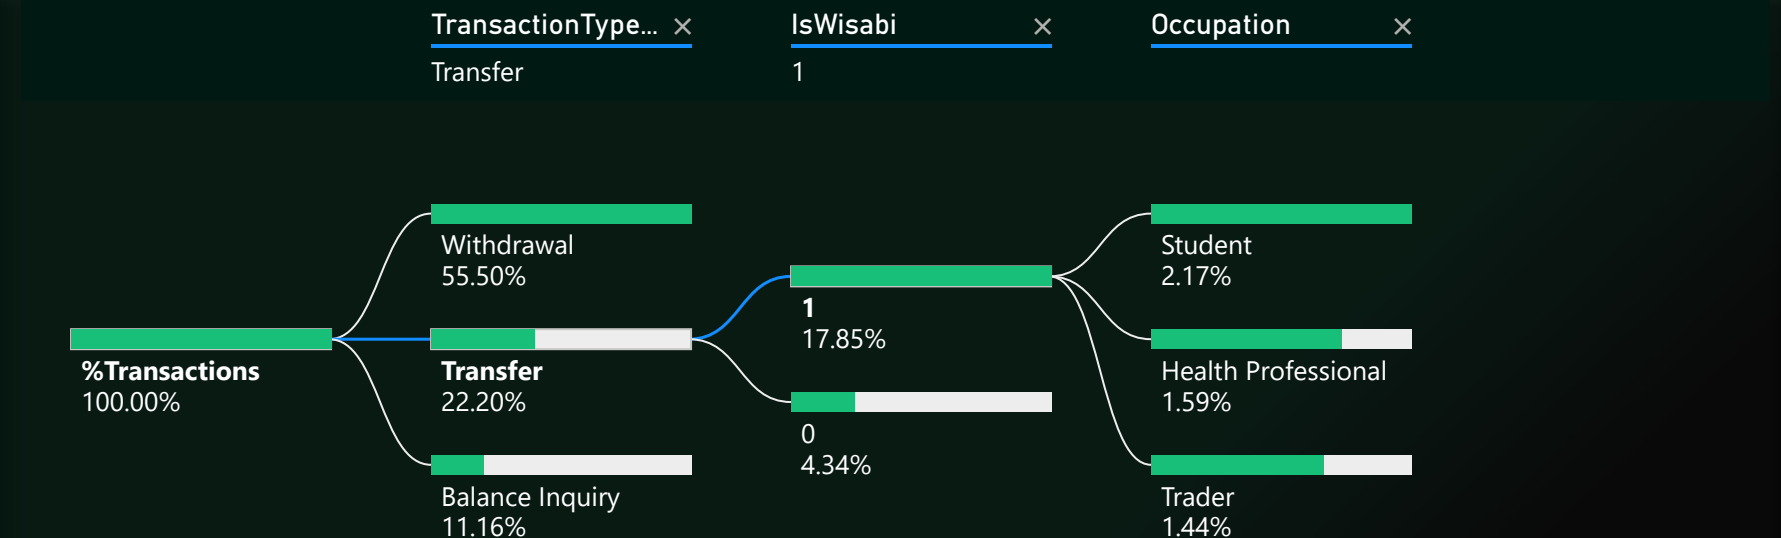 TransactionType... IsWisabi Occupation
Transfer 1
Withdrawal
55.50%
Student
2.17%
1
17.85%
%Transactions
100.00%
Transfer
22.20%
Health Professional
1.59%
0
4.34%
Balance Inquiry
11.16%
Trader
1.44%